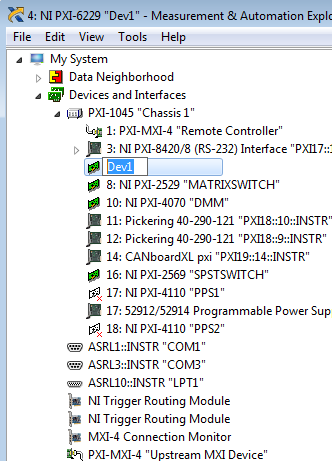 4: NI PXI-6229 "Dev1" - Measurement & Automation Explo
File Edit View Tools Help
My System
Data Neighborhood
Devices and Interfaces
PXI-1045 "Chassis 1"
1: PXI-MXI-4 "Remote Controller"
3: NI PXI-8420/8 (RS-232) Interface "PXI17::1
Dev1
8: NI PXI-2529 "MATRIXSWITCH"
10: NI PXI-4070 "DMM"
11: Pickering 40-290-121 "PXI18::10::INSTR"
12: Pickering 40-290-121 "PXI18::9::INSTR"
14: CANboardXL pxi "PXI19::14::INSTR"
16: NI PXI-2569 "SPSTSWITCH"
17: NI PXI-4110 "PPS1"
17: 52912/52914 Programmable Power Sup
18: NI PXI-4110 "PPS2"
ASRL1::INSTR "COM1"
ASRL3::INSTR "COM3"
ASRL10::INSTR "LPT1"
NI Trigger Routing Module
NI Trigger Routing Module
MXI-4 Connection Monitor
PXI-MXI-4 "Upstream MXI Device"